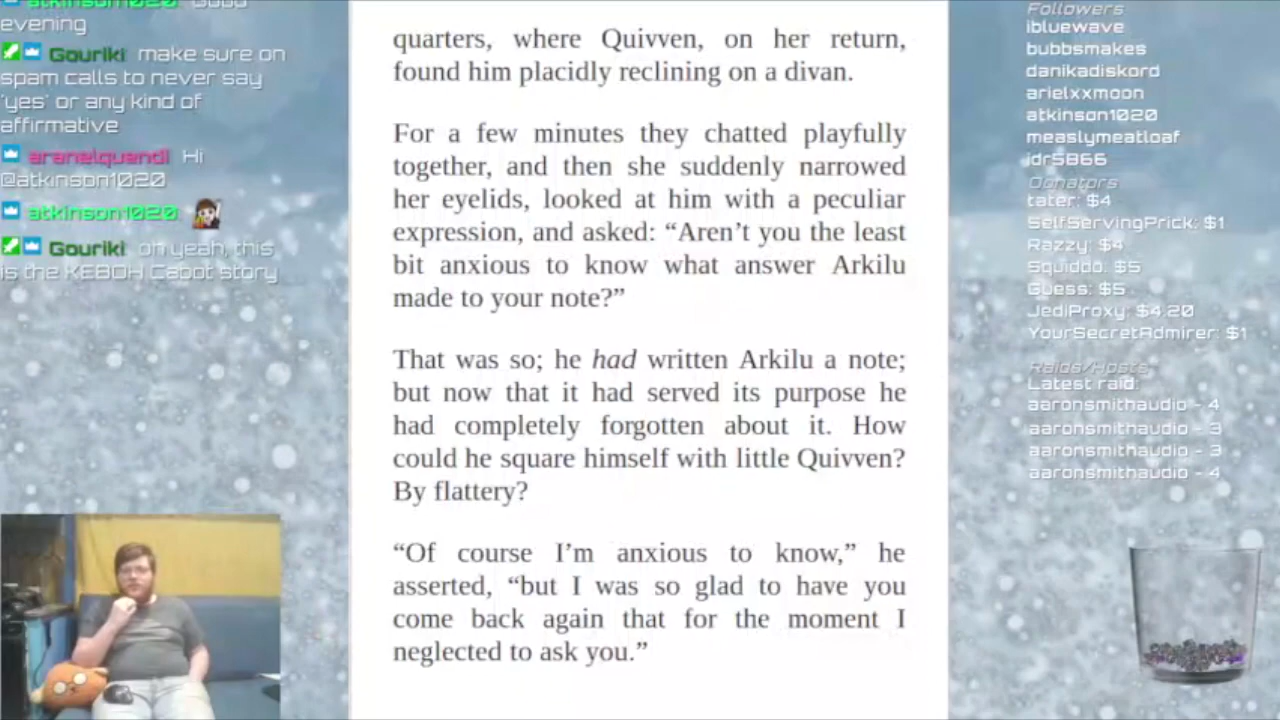 atkinson1020: Good
evening
Gouriki: make sure on
spam calls to never say
'yes' or any kind of
affirmative
aranelquendi: Hi
@atkinson1020
atkinson1020:
Gouriki: oh yeah, this
is the KEBOH Cabot story
quarters, where Quivven, on her return,
found him placidly reclining on a divan.
For a few minutes they chatted playfully
together, and then she suddenly narrowed
her eyelids, looked at him with a peculiar
expression, and asked: “Aren’t you the least
bit anxious to know what answer Arkilu
made to your note?”
That was so; he had written Arkilu a note;
but now that it had served its purpose he
had completely forgotten about it. How
could he square himself with little Quivven?
By flattery?
“Of course I’m anxious to know,” he
asserted, “but I was so glad to have you
come back again that for the moment I
neglected to ask you.”
Followers
ibluewave
bubbsmakes
danikadiskord
arielxxmoon
atkinson1020
measlymeatloaf
idr5866
Donators
tater: $4
SelfServingPrick: $1
Razzy: $4
Squiddo: $5
Guess: $5
JediProxy: $4.20
YourSecretAdmirer: $1
Raids/Hosts
Latest raid:
aaronsmithaudio - 4
aaronsmithaudio - 3
aaronsmithaudio - 3
aaronsmithaudio - 4